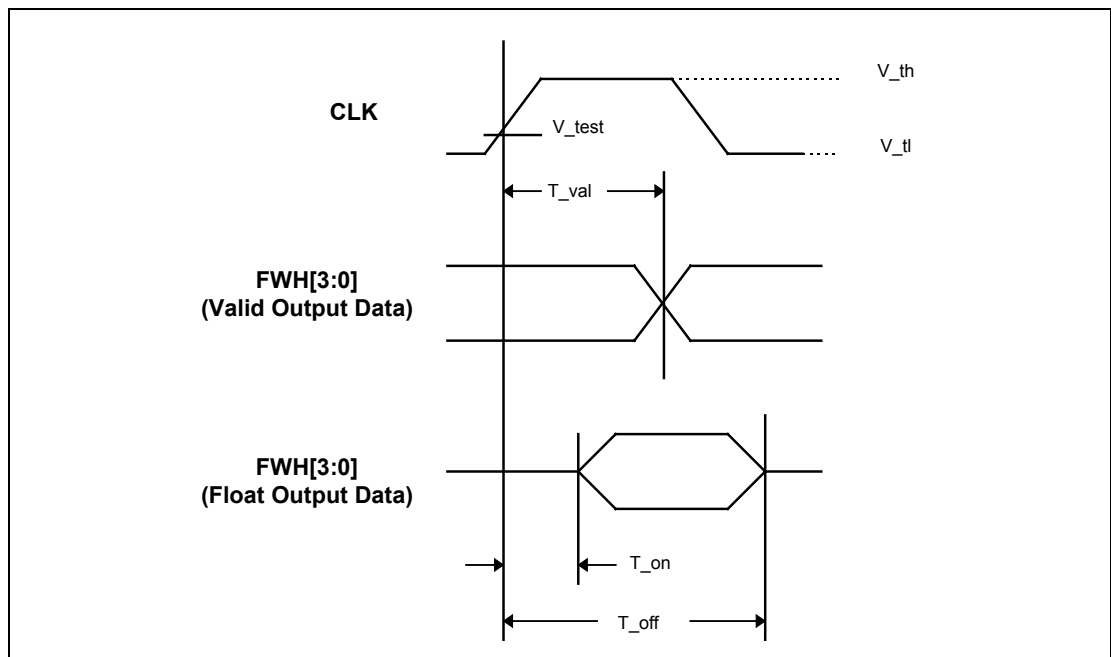 V_th
CLK
V_test
V_tl
T_val
FWH[3:0]
(Valid Output Data)
FWH[3:0]
(Float Output Data)
T_on
T_off